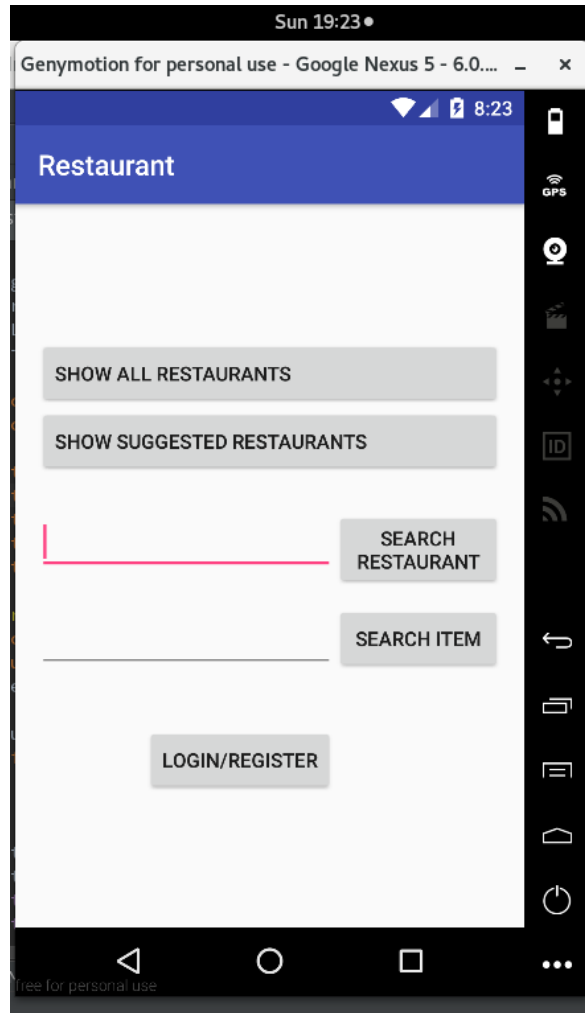 Sun 19:23
Genymotion for personal use - Google Nexus 5 - 6.0....
8:23
Restaurant
GPS
SHOW ALL RESTAURANTS
SHOW SUGGESTED RESTAURANTS
ID
SEARCH
RESTAURANT
SEARCH ITEM
LOGIN/REGISTER
free for personal use